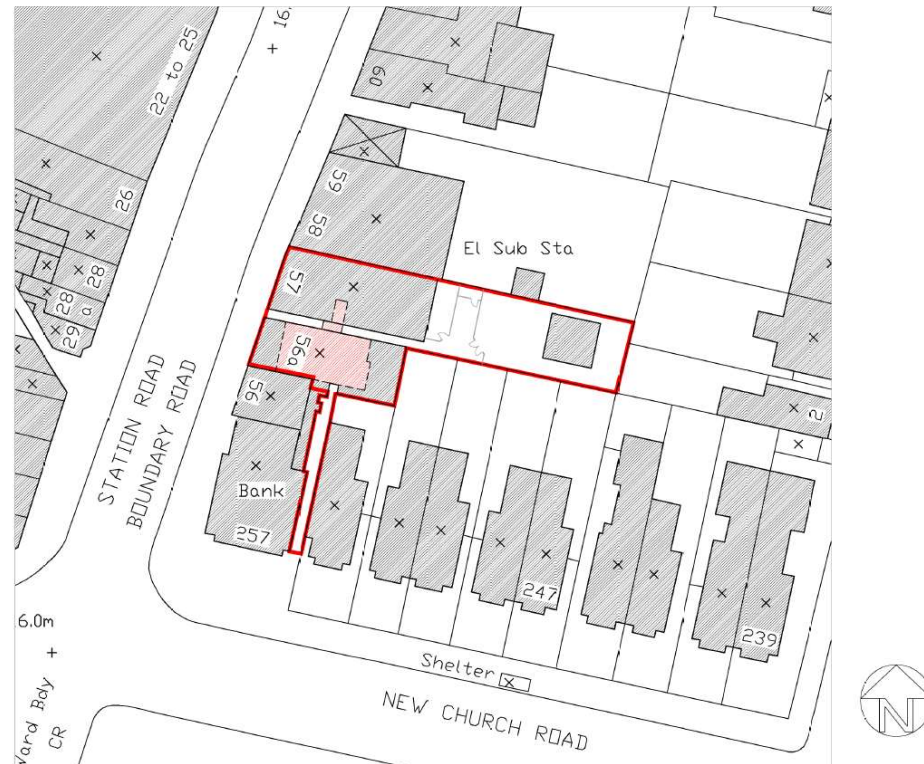 22 to 25
16.
60
26
59
58
El Sub Sta
57
28
28
a
29
56a
56
STATION ROAD
BOUNDARY ROAD
Bank
257
2
247
239
6.0m
Shelter
NEW CHURCH ROAD
Ward Bdy
CR
N